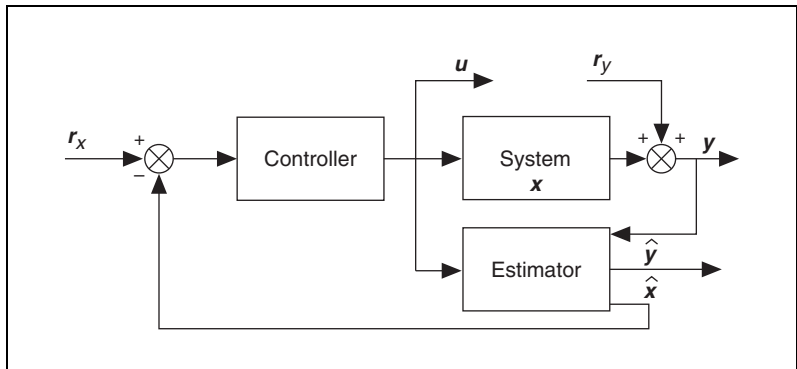 u
r_y
r_x
+
−
Controller
System
x
+
+
y
Estimator
ŷ
x̂